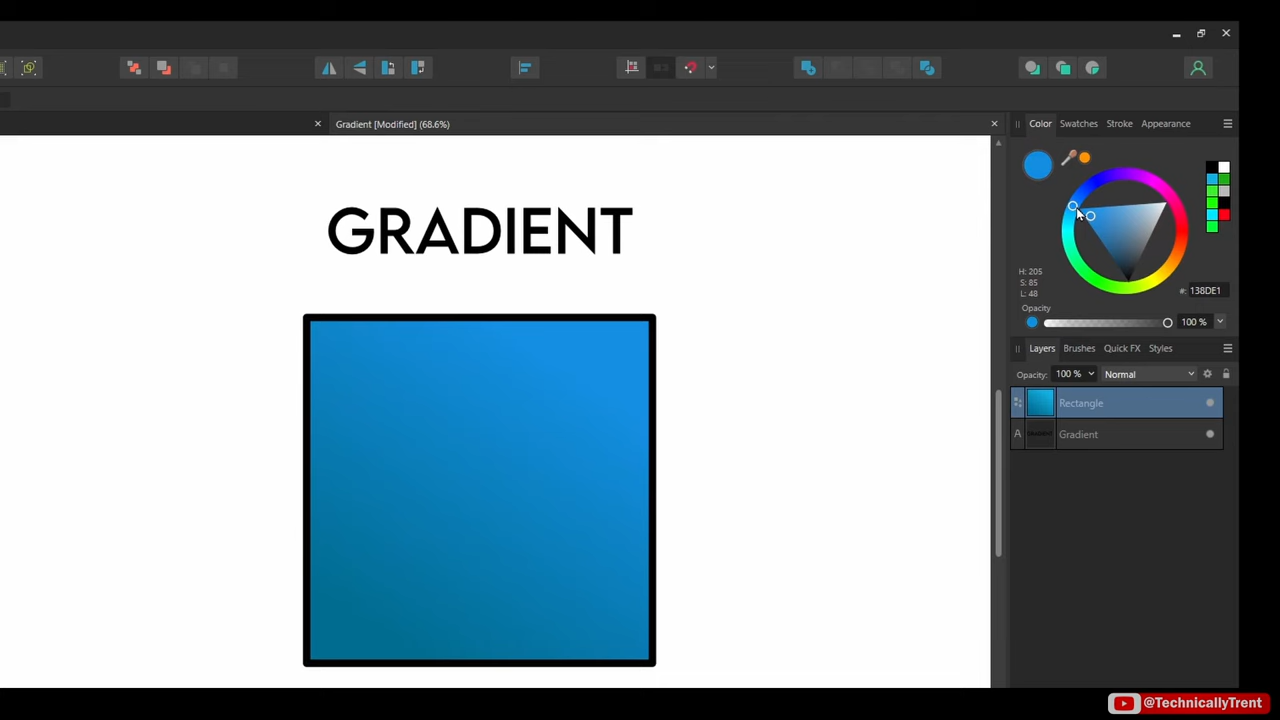 Gradient [Modified] (68.6%)
Color
Swatches
Stroke
Appearance
GRADIENT
H: 205
S: 85
L: 48
#: 138DE1
Opacity
100 %
Layers
Brushes
Quick FX
Styles
Opacity: 100 %
Normal
Rectangle
A
Gradient
@TechnicallyTrent